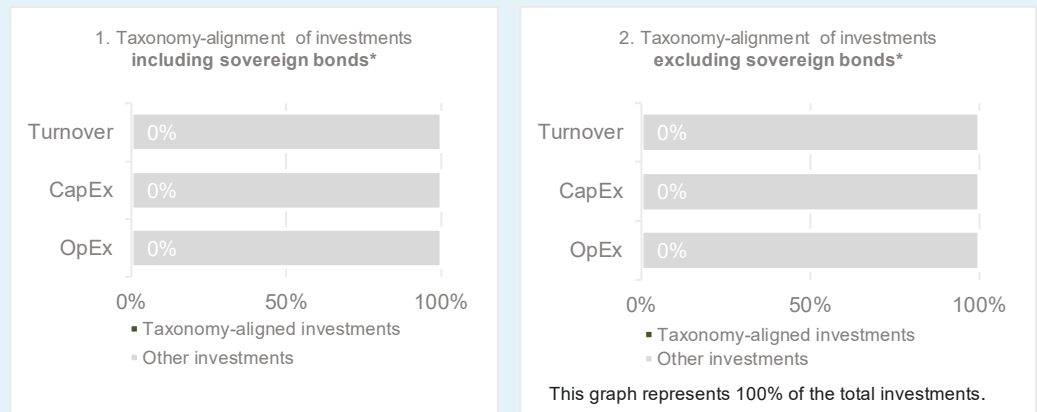 1. Taxonomy-alignment of investments
including sovereign bonds*
Turnover 0%
CapEx 0%
OpEx 0%
0% 50% 100%
Taxonomy-aligned investments
Other investments
2. Taxonomy-alignment of investments
excluding sovereign bonds*
Turnover 0%
CapEx 0%
OpEx 0%
0% 50% 100%
Taxonomy-aligned investments
Other investments
This graph represents 100% of the total investments.